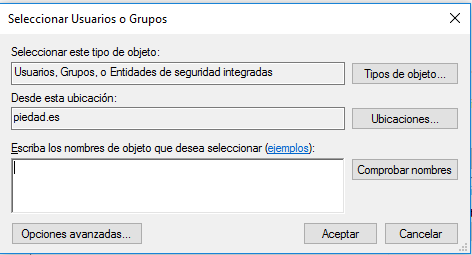 Seleccionar Usuarios o Grupos
Seleccionar este tipo de objeto:
Usuarios, Grupos, o Entidades de seguridad integradas
Tipos de objeto...
Desde esta ubicación:
piedad.es
Ubicaciones...
Escriba los nombres de objeto que desea seleccionar (ejemplos):
Comprobar nombres
Opciones avanzadas...
Aceptar
Cancelar